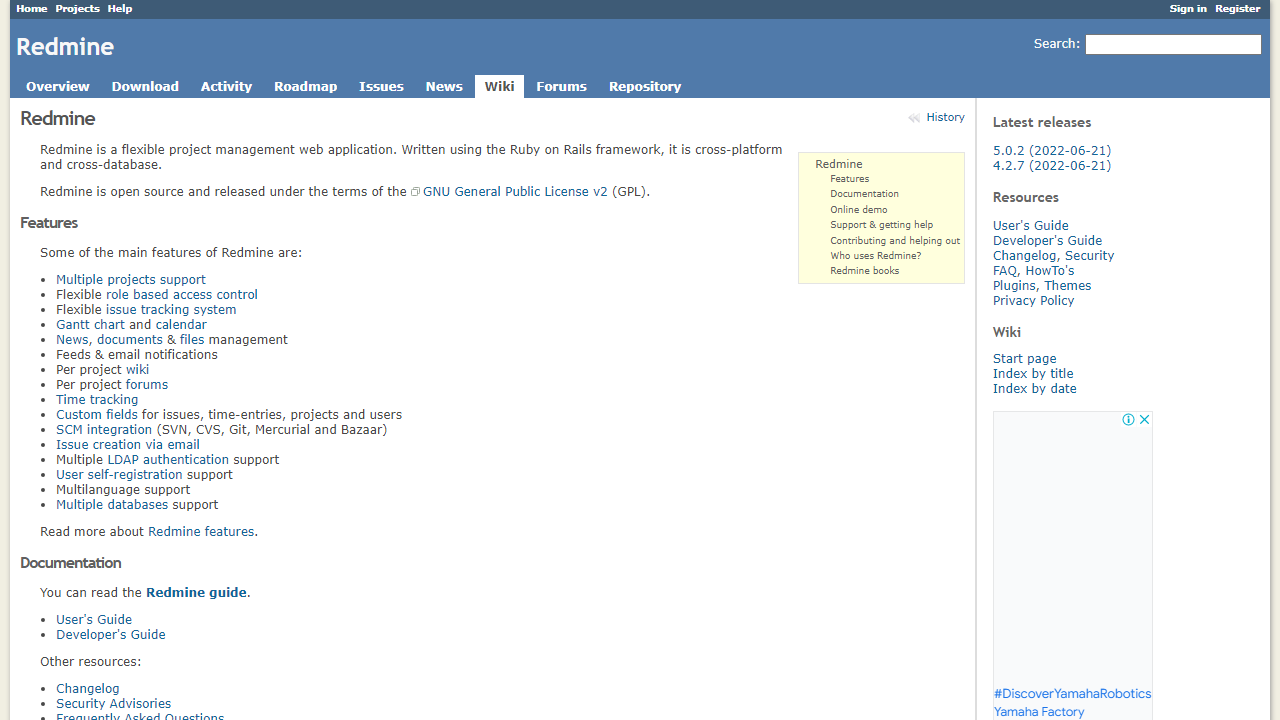 Home Projects Help
Sign in Register
Redmine
Search:
Overview Download Activity Roadmap Issues News Wiki Forums Repository
Redmine
History
Redmine is a flexible project management web application. Written using the Ruby on Rails framework, it is cross-platform
and cross-database.
Redmine is open source and released under the terms of the GNU General Public License v2 (GPL).
Redmine
Features
Documentation
Online demo
Support & getting help
Contributing and helping out
Who uses Redmine?
Redmine books
Features
Some of the main features of Redmine are:
• Multiple projects support
• Flexible role based access control
• Flexible issue tracking system
• Gantt chart and calendar
• News, documents & files management
• Feeds & email notifications
• Per project wiki
• Per project forums
• Time tracking
• Custom fields for issues, time-entries, projects and users
• SCM integration (SVN, CVS, Git, Mercurial and Bazaar)
• Issue creation via email
• Multiple LDAP authentication support
• User self-registration support
• Multilanguage support
• Multiple databases support
Read more about Redmine features.
Documentation
You can read the Redmine guide.
• User's Guide
• Developer's Guide
Other resources:
• Changelog
• Security Advisories
• Frequently Asked Questions
Latest releases
5.0.2 (2022-06-21)
4.2.7 (2022-06-21)
Resources
User's Guide
Developer's Guide
Changelog, Security
FAQ, HowTo's
Plugins, Themes
Privacy Policy
Wiki
Start page
Index by title
Index by date
#DiscoverYamahaRobotics
Yamaha Factory